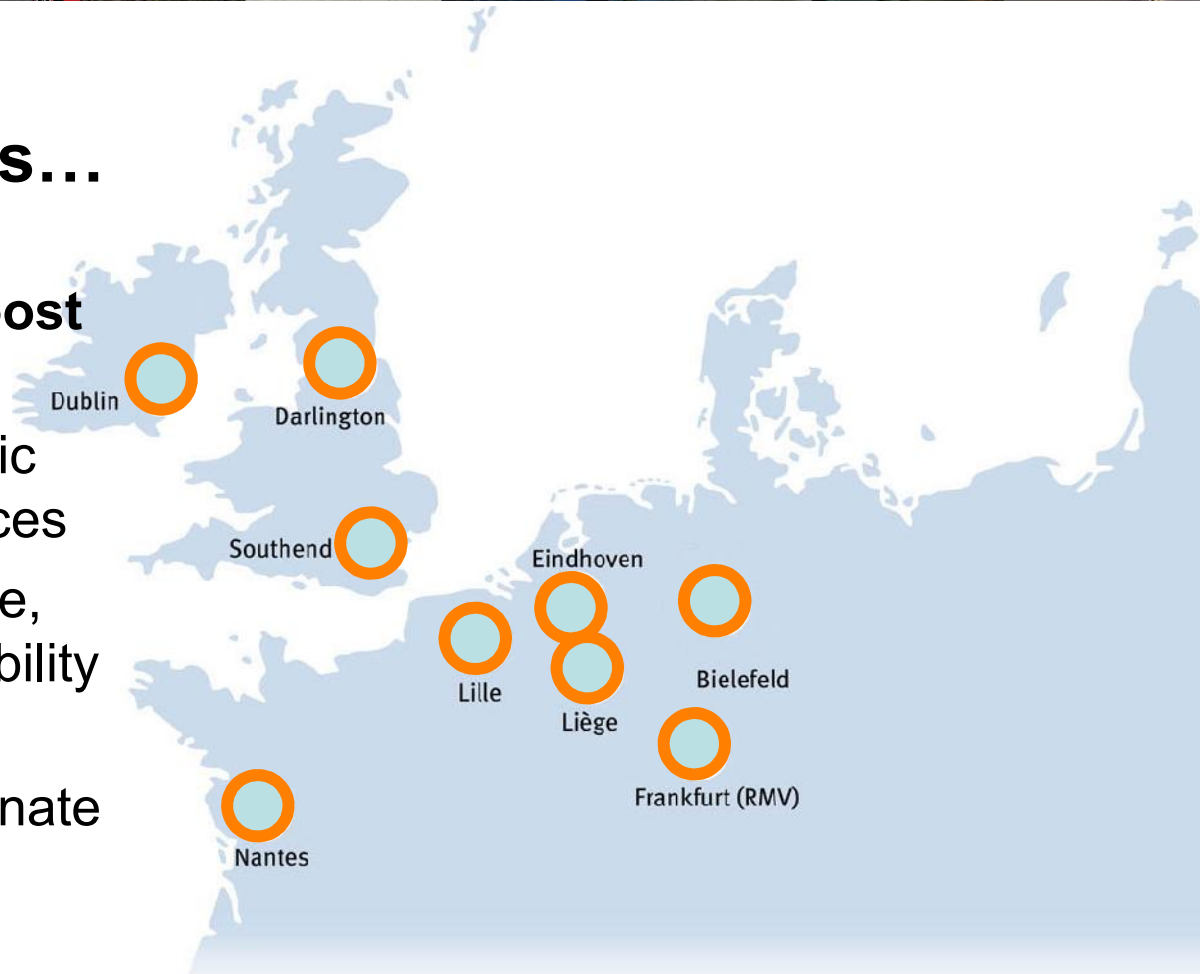 s…
ost
ic
ces
e,
bility
nate
Dublin
Darlington
Southend
Eindhoven
Lille
Liège
Bielefeld
Frankfurt (RMV)
Nantes